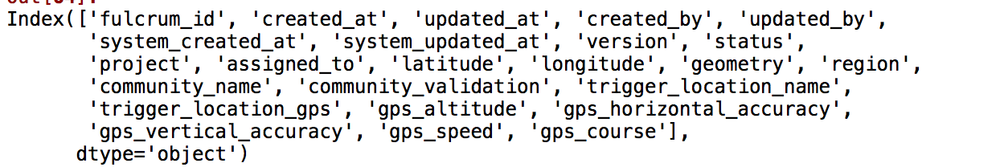 Index(['fulcrum_id', 'created_at', 'updated_at', 'created_by', 'updated_by',
'system_created_at', 'system_updated_at', 'version', 'status',
'project', 'assigned_to', 'latitude', 'longitude', 'geometry', 'region',
'community_name', 'community_validation', 'trigger_location_name',
'trigger_location_gps', 'gps_altitude', 'gps_horizontal_accuracy',
'gps_vertical_accuracy', 'gps_speed', 'gps_course'],
dtype='object')